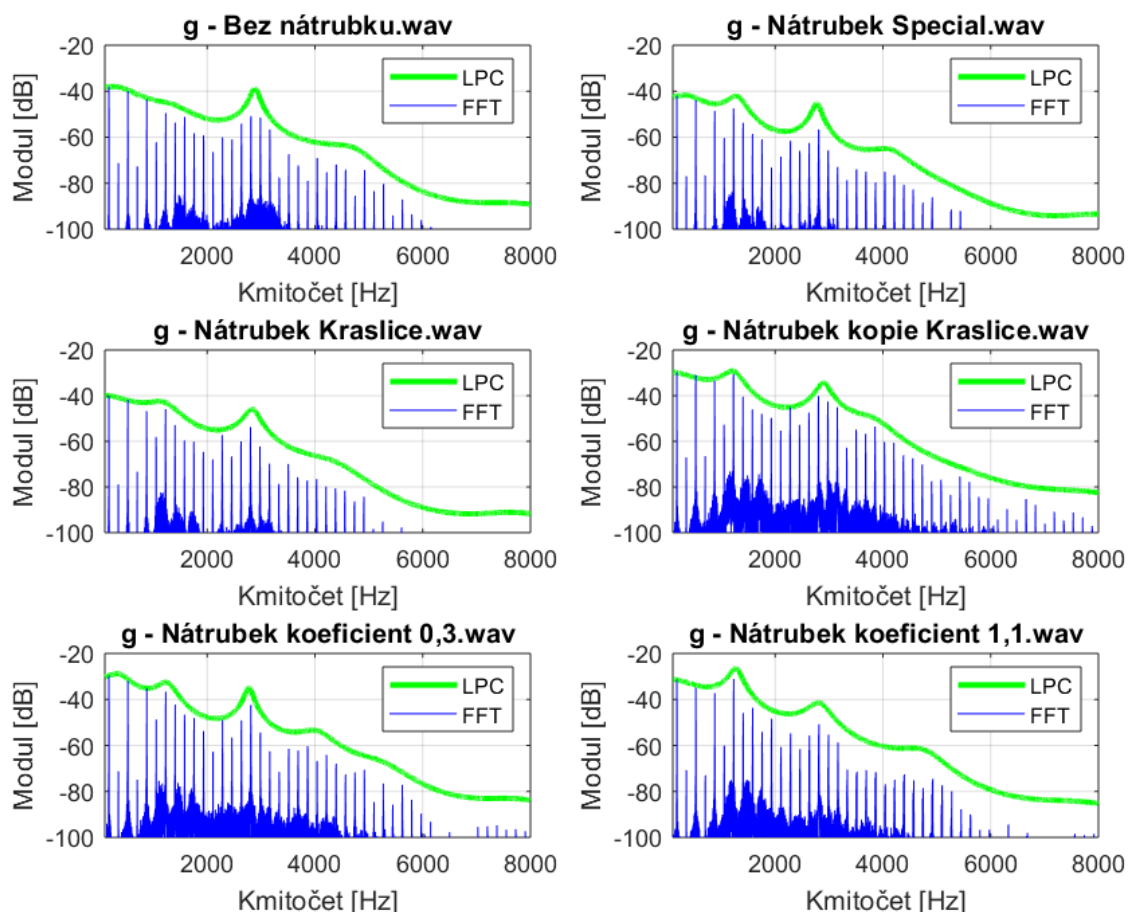 g - Bez nátrubku.wav
-20
-40
-60
-80
-100
Modul [dB]
LPC
FFT
2000 4000 6000 8000
Kmitočet [Hz]
g - Nátrubek Special.wav
-20
-40
-60
-80
-100
Modul [dB]
LPC
FFT
2000 4000 6000 8000
Kmitočet [Hz]
g - Nátrubek Kraslice.wav
-20
-40
-60
-80
-100
Modul [dB]
LPC
FFT
2000 4000 6000 8000
Kmitočet [Hz]
g - Nátrubek kopie Kraslice.wav
-20
-40
-60
-80
-100
Modul [dB]
LPC
FFT
2000 4000 6000 8000
Kmitočet [Hz]
g - Nátrubek koeficient 0,3.wav
-20
-40
-60
-80
-100
Modul [dB]
LPC
FFT
2000 4000 6000 8000
Kmitočet [Hz]
g - Nátrubek koeficient 1,1.wav
-20
-40
-60
-80
-100
Modul [dB]
LPC
FFT
2000 4000 6000 8000
Kmitočet [Hz]